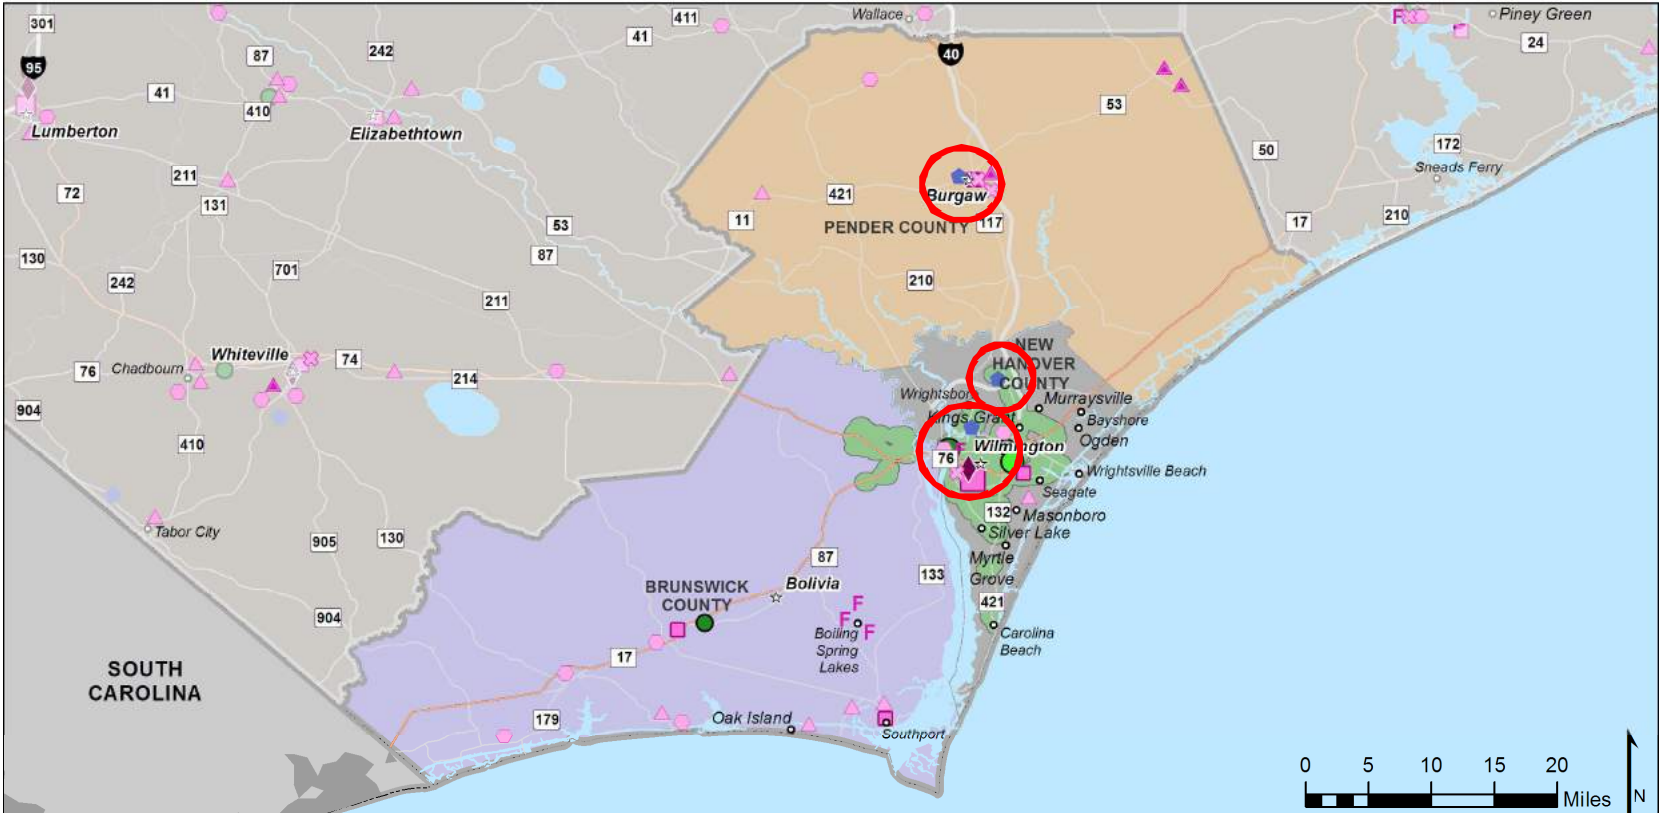 301
411
Wallace
Piney Green
41
24
87
242
40
95
41
53
410
Lumberton
Elizabethtown
172
50
Sneads Ferry
211
72
421
Burgaw
131
11
17
210
53
PENDER COUNTY
117
87
130
701
242
210
211
NEW
HANOVER
COUNTY
Whiteville
74
76
Chadbourn
214
Wrightsboro
Murraysville
904
Kings Grant
Bayshore
Ogden
410
Wilmington
76
Wrightsville Beach
Seagate
132
Masonboro
Tabor City
905
130
Silver Lake
87
Myrtle
Grove
BRUNSWICK
COUNTY
Bolivia
133
F
421
904
F
F
Boiling
Spring
Lakes
Carolina
Beach
17
SOUTH
CAROLINA
179
Oak Island
Southport
0 5 10 15 20
Miles
N
F
F